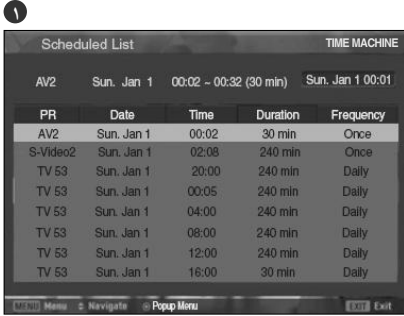 ١
Scheduled List TIME MACHINE
AV2 Sun. Jan 1 00:02 ~ 00:32 (30 min) Sun. Jan 1 00:01
PR Date Time Duration Frequency
AV2 Sun. Jan 1 00:02 30 min Once
S-Video2 Sun. Jan 1 02:08 240 min Once
TV 53 Sun. Jan 1 20:00 240 min Daily
TV 53 Sun. Jan 1 00:05 240 min Daily
TV 53 Sun. Jan 1 04:00 240 min Daily
TV 53 Sun. Jan 1 08:00 240 min Daily
TV 53 Sun. Jan 1 12:00 240 min Daily
TV 53 Sun. Jan 1 16:00 30 min Daily
MENU Menu Navigate Popup Menu EXIT Exit